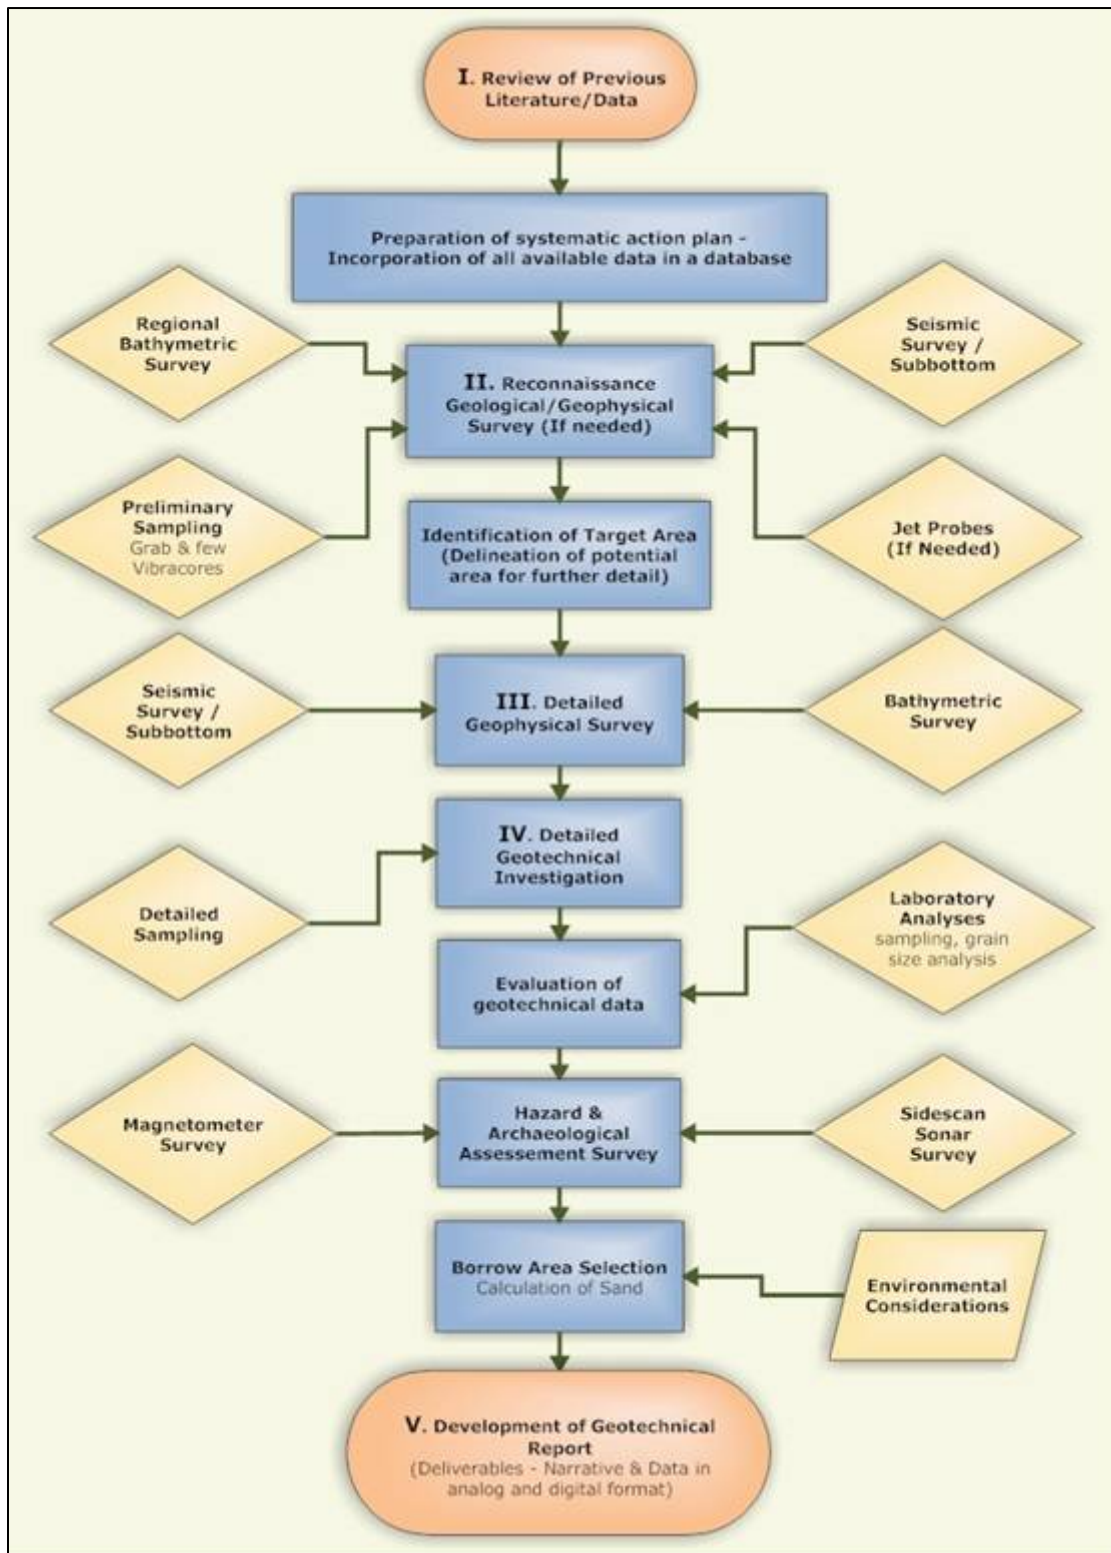 I. Review of Previous
Literature/Data
Preparation of systematic action plan -
Incorporation of all available data in a database
Regional
Bathymetric
Survey
Seismic
Survey /
Subbottom
II. Reconnaissance
Geological/Geophysical
Survey (If needed)
Preliminary
Sampling
Grab & few
Vibracores
Jet Probes
(If Needed)
Identification of Target Area
(Delineation of potential
area for further detail)
Seismic
Survey /
Subbottom
III. Detailed
Geophysical Survey
Bathymetric
Survey
IV. Detailed
Geotechnical
Investigation
Detailed
Sampling
Laboratory
Analyses
sampling, grain
size analysis
Evaluation of
geotechnical data
Magnetometer
Survey
Hazard &
Archaeological
Assessement Survey
Sidescan
Sonar
Survey
Borrow Area Selection
Calculation of Sand
Environmental
Considerations
V. Development of Geotechnical
Report
(Deliverables - Narrative & Data in
analog and digital format)